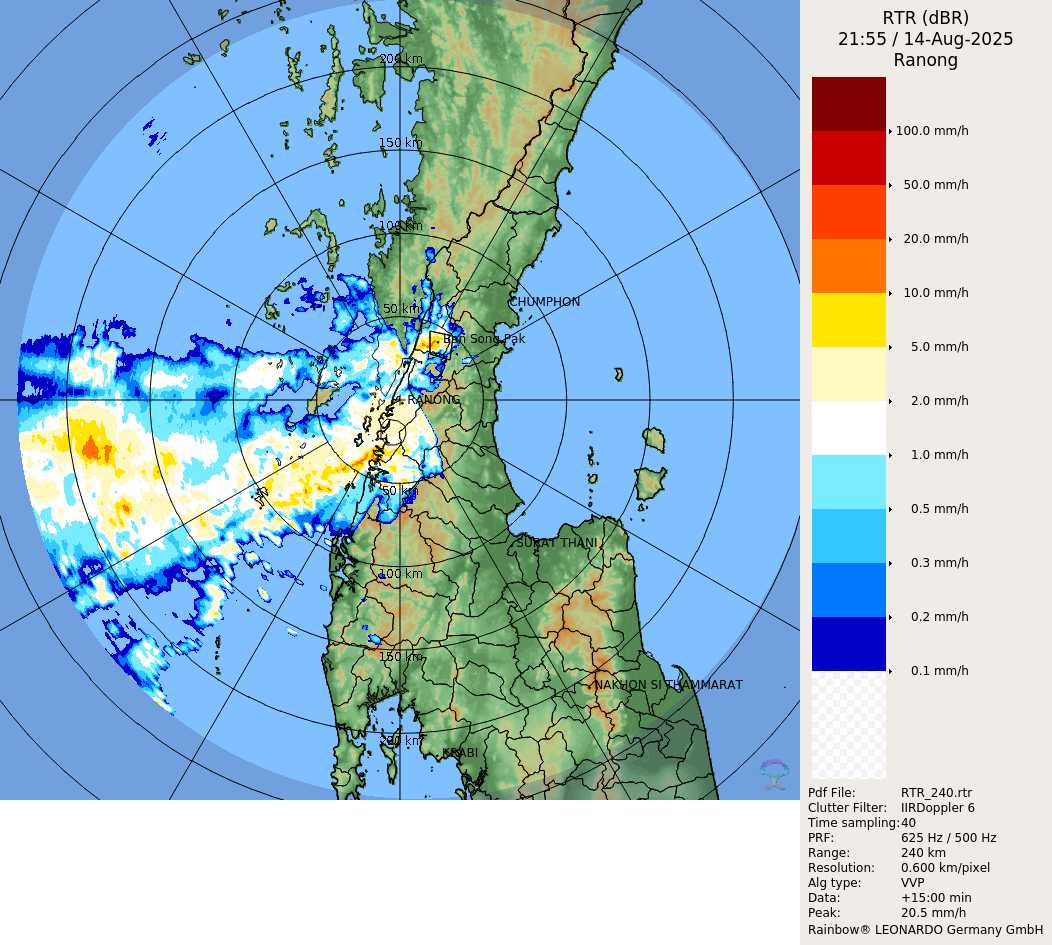 RTR (dBR)
21:55 / 14-Aug-2025
Ranong
100.0 mm/h
50.0 mm/h
20.0 mm/h
10.0 mm/h
5.0 mm/h
2.0 mm/h
1.0 mm/h
0.5 mm/h
0.3 mm/h
0.2 mm/h
0.1 mm/h
200 km
150 km
100 km
CHUMPHON
50 km
Ban Song Pak
RANONG
50 km
SURAT THANI
100 km
150 km
NAKHON SI THAMMARAT
200 km
KRABI
Pdf File: RTR_240.rtr
Clutter Filter: IIRDoppler 6
Time sampling:40
PRF: 625 Hz / 500 Hz
Range: 240 km
Resolution: 0.600 km/pixel
Alg type: VVP
Data: +15:00 min
Peak: 20.5 mm/h
Rainbow® LEONARDO Germany GmbH